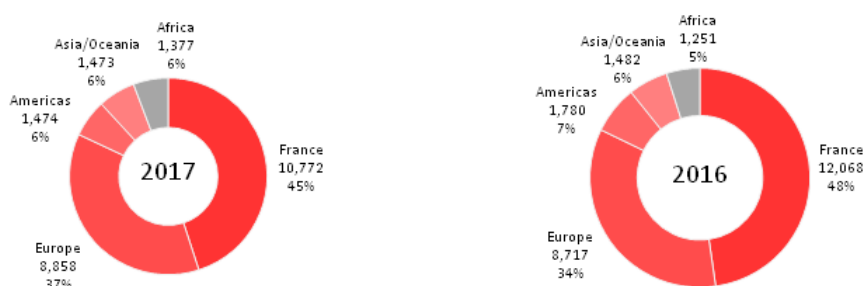 Africa
1,377
6%
Asia/Oceania
1,473
6%
Americas
1,474
6%
2017
France
10,772
45%
Europe
8,858
37%
Africa
1,251
5%
Asia/Oceania
1,482
6%
Americas
1,780
7%
2016
France
12,068
48%
Europe
8,717
34%